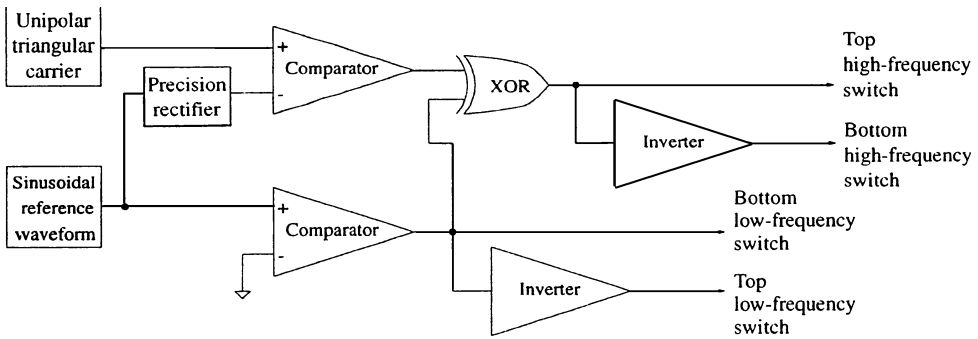 Unipolar
triangular
carrier
+
Comparator
-
Precision
rectifier
XOR
Top
high-frequency
switch
Inverter
Bottom
high-frequency
switch
Sinusoidal
reference
waveform
+
Comparator
-
Bottom
low-frequency
switch
Inverter
Top
low-frequency
switch